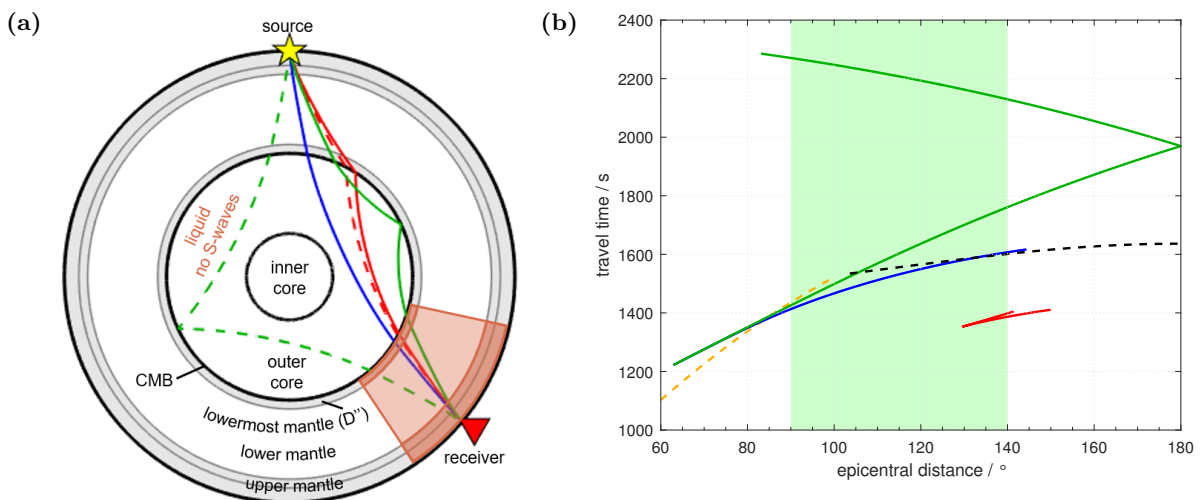 (a)
source
liquid
no S-waves
inner
core
outer
core
CMB
lowermost mantle (D'')
lower mantle
upper mantle
receiver
(b)
travel time / s
2400
2200
2000
1800
1600
1400
1200
1000
60
80
100
120
140
160
180
epicentral distance / °